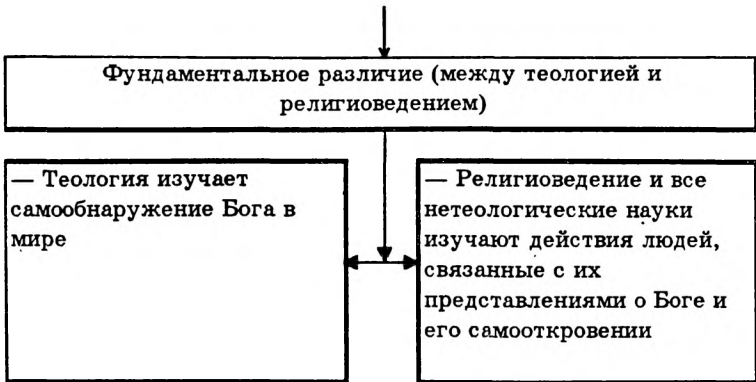 Фундаментальное различие (между теологией и
религиоведением)
— Теология изучает
самообнаружение Бога в
мире
— Религиоведение и все
нетеологические науки
изучают действия людей,
связанные с их
представлениями о Боге и
его самооткровении